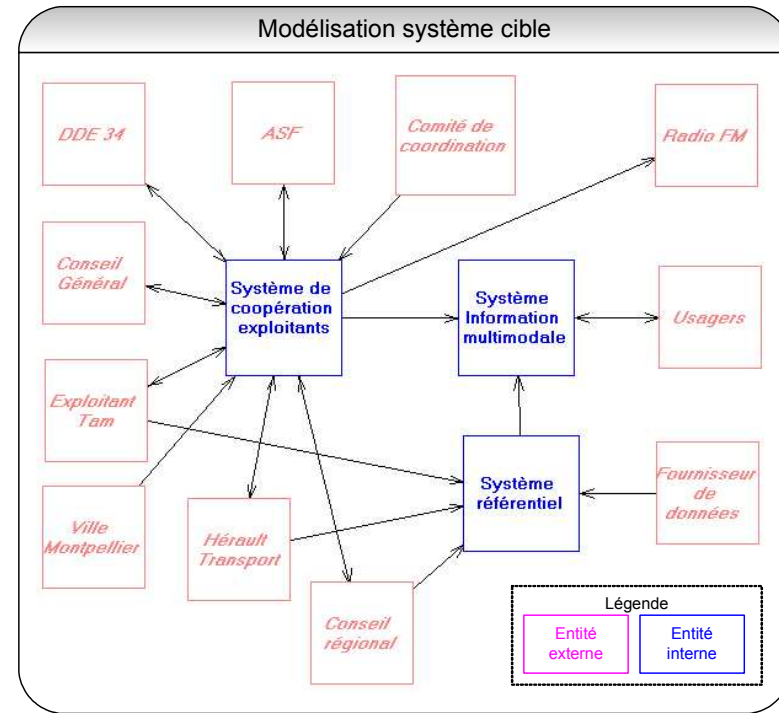 Modélisation système cible
DDE 34
ASF
Comité de
coordination
Radio FM
Conseil
Général
Système de
coopération
exploitants
Système
Information
multimodale
Usagers
Exploitant
Tam
Système
référentiel
Fournisseur
de
données
Ville
Montpellier
Hérault
Transport
Conseil
régional
Légende
Entité
externe
Entité
interne